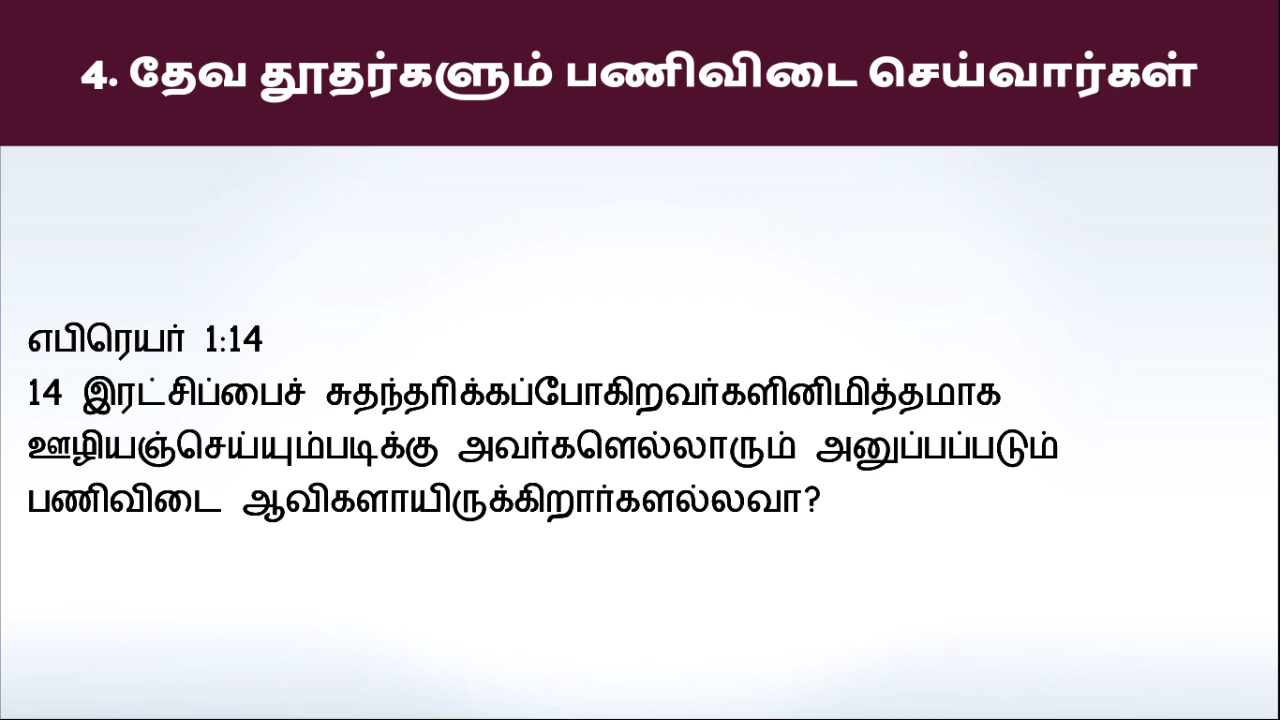 4. தேவ தூதர்களும் பணிவிடை செய்வார்கள்
எபிரெயர் 1:14
14 இரட்சிப்பைச் சுதந்தரிக்கப்போகிறவர்களினிமித்தமாக
ஊழியஞ்செய்யும்படிக்கு அவர்களெல்லாரும் அனுப்பப்படும்
பணிவிடை ஆவிகளாயிருக்கிறார்களல்லவா?